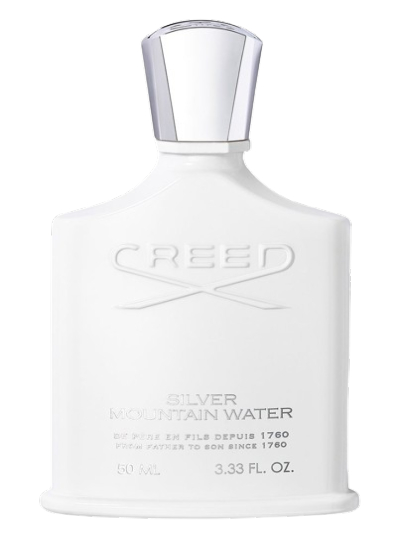 CREED
SILVER
MOUNTAIN WATER
DE PÈRE EN FILS DEPUIS 1760
FROM FATHER TO SON SINCE 1760
50 ML 3.33 FL. OZ.